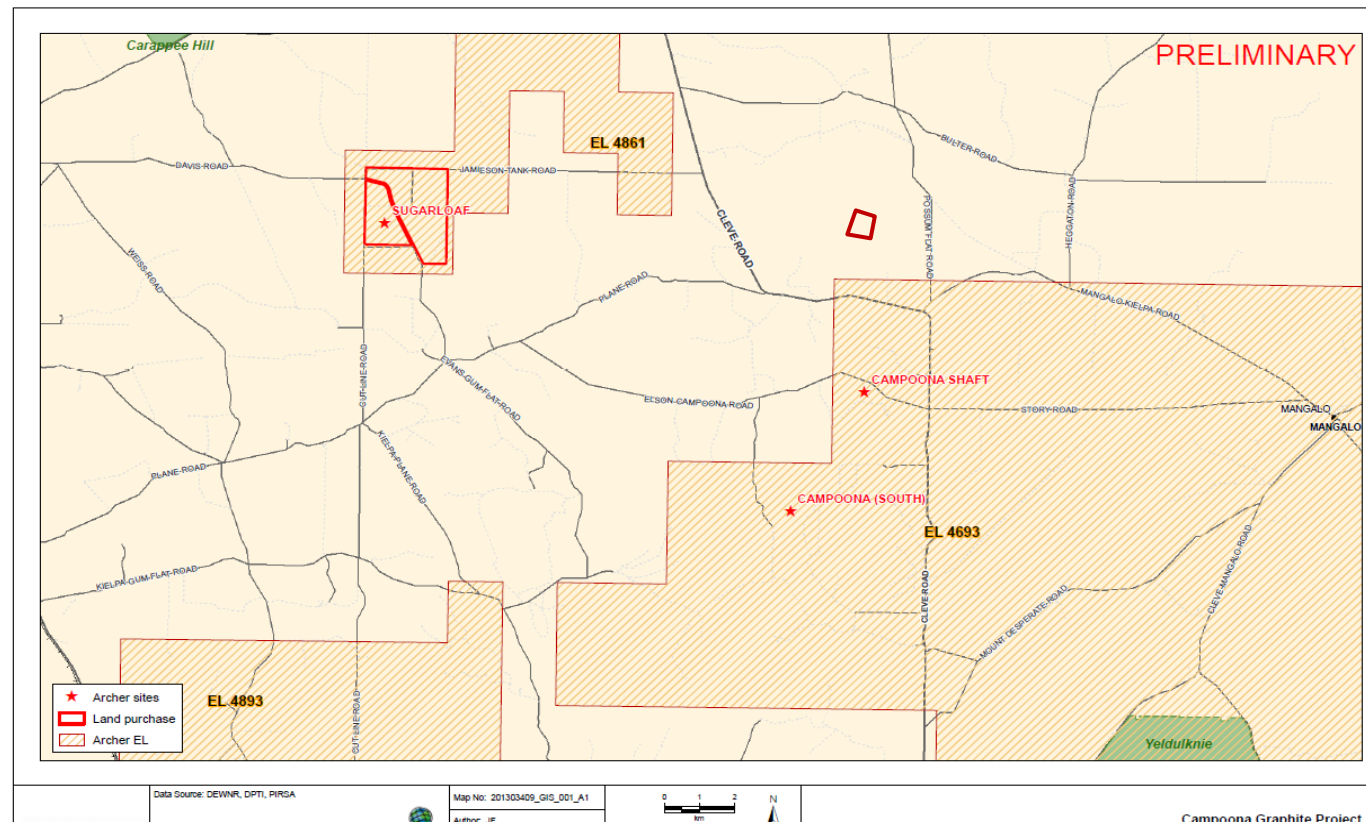 Carappee Hill
PRELIMINARY
EL 4861
BULTER-ROAD
DAVIS-ROAD
JAMIESON-TANK-ROAD
SUGARLOAF
CLEVE-ROAD
POSSUM-FLAT-ROAD
HEGGATON-ROAD
WEISS-ROAD
PLANE-ROAD
MANGALO-KIELPA-ROAD
CUT-LINE-ROAD
EVANS-GUM-FLAT-ROAD
CAMPOONA SHAFT
ELSON-CAMPOONA-ROAD
STORY-ROAD
MANGALO
MANGALO
KIELPA-PLANE-ROAD
PLANE-ROAD
CAMPOONA (SOUTH)
EL 4693
KIELPA-GUM-FLAT-ROAD
CLEVE-ROAD
MOUNT-DESPERATE-ROAD
CLEVE-MANGALO-ROAD
EL 4893
CUT-LINE-ROAD
Yeldulknie
Archer sites
Land purchase
Archer EL
Data Source: DEWNR, DPTI, PIRSA
Map No: 201303409_GIS_001_A1
0 1 2
km
N
Campoona Graphite Project